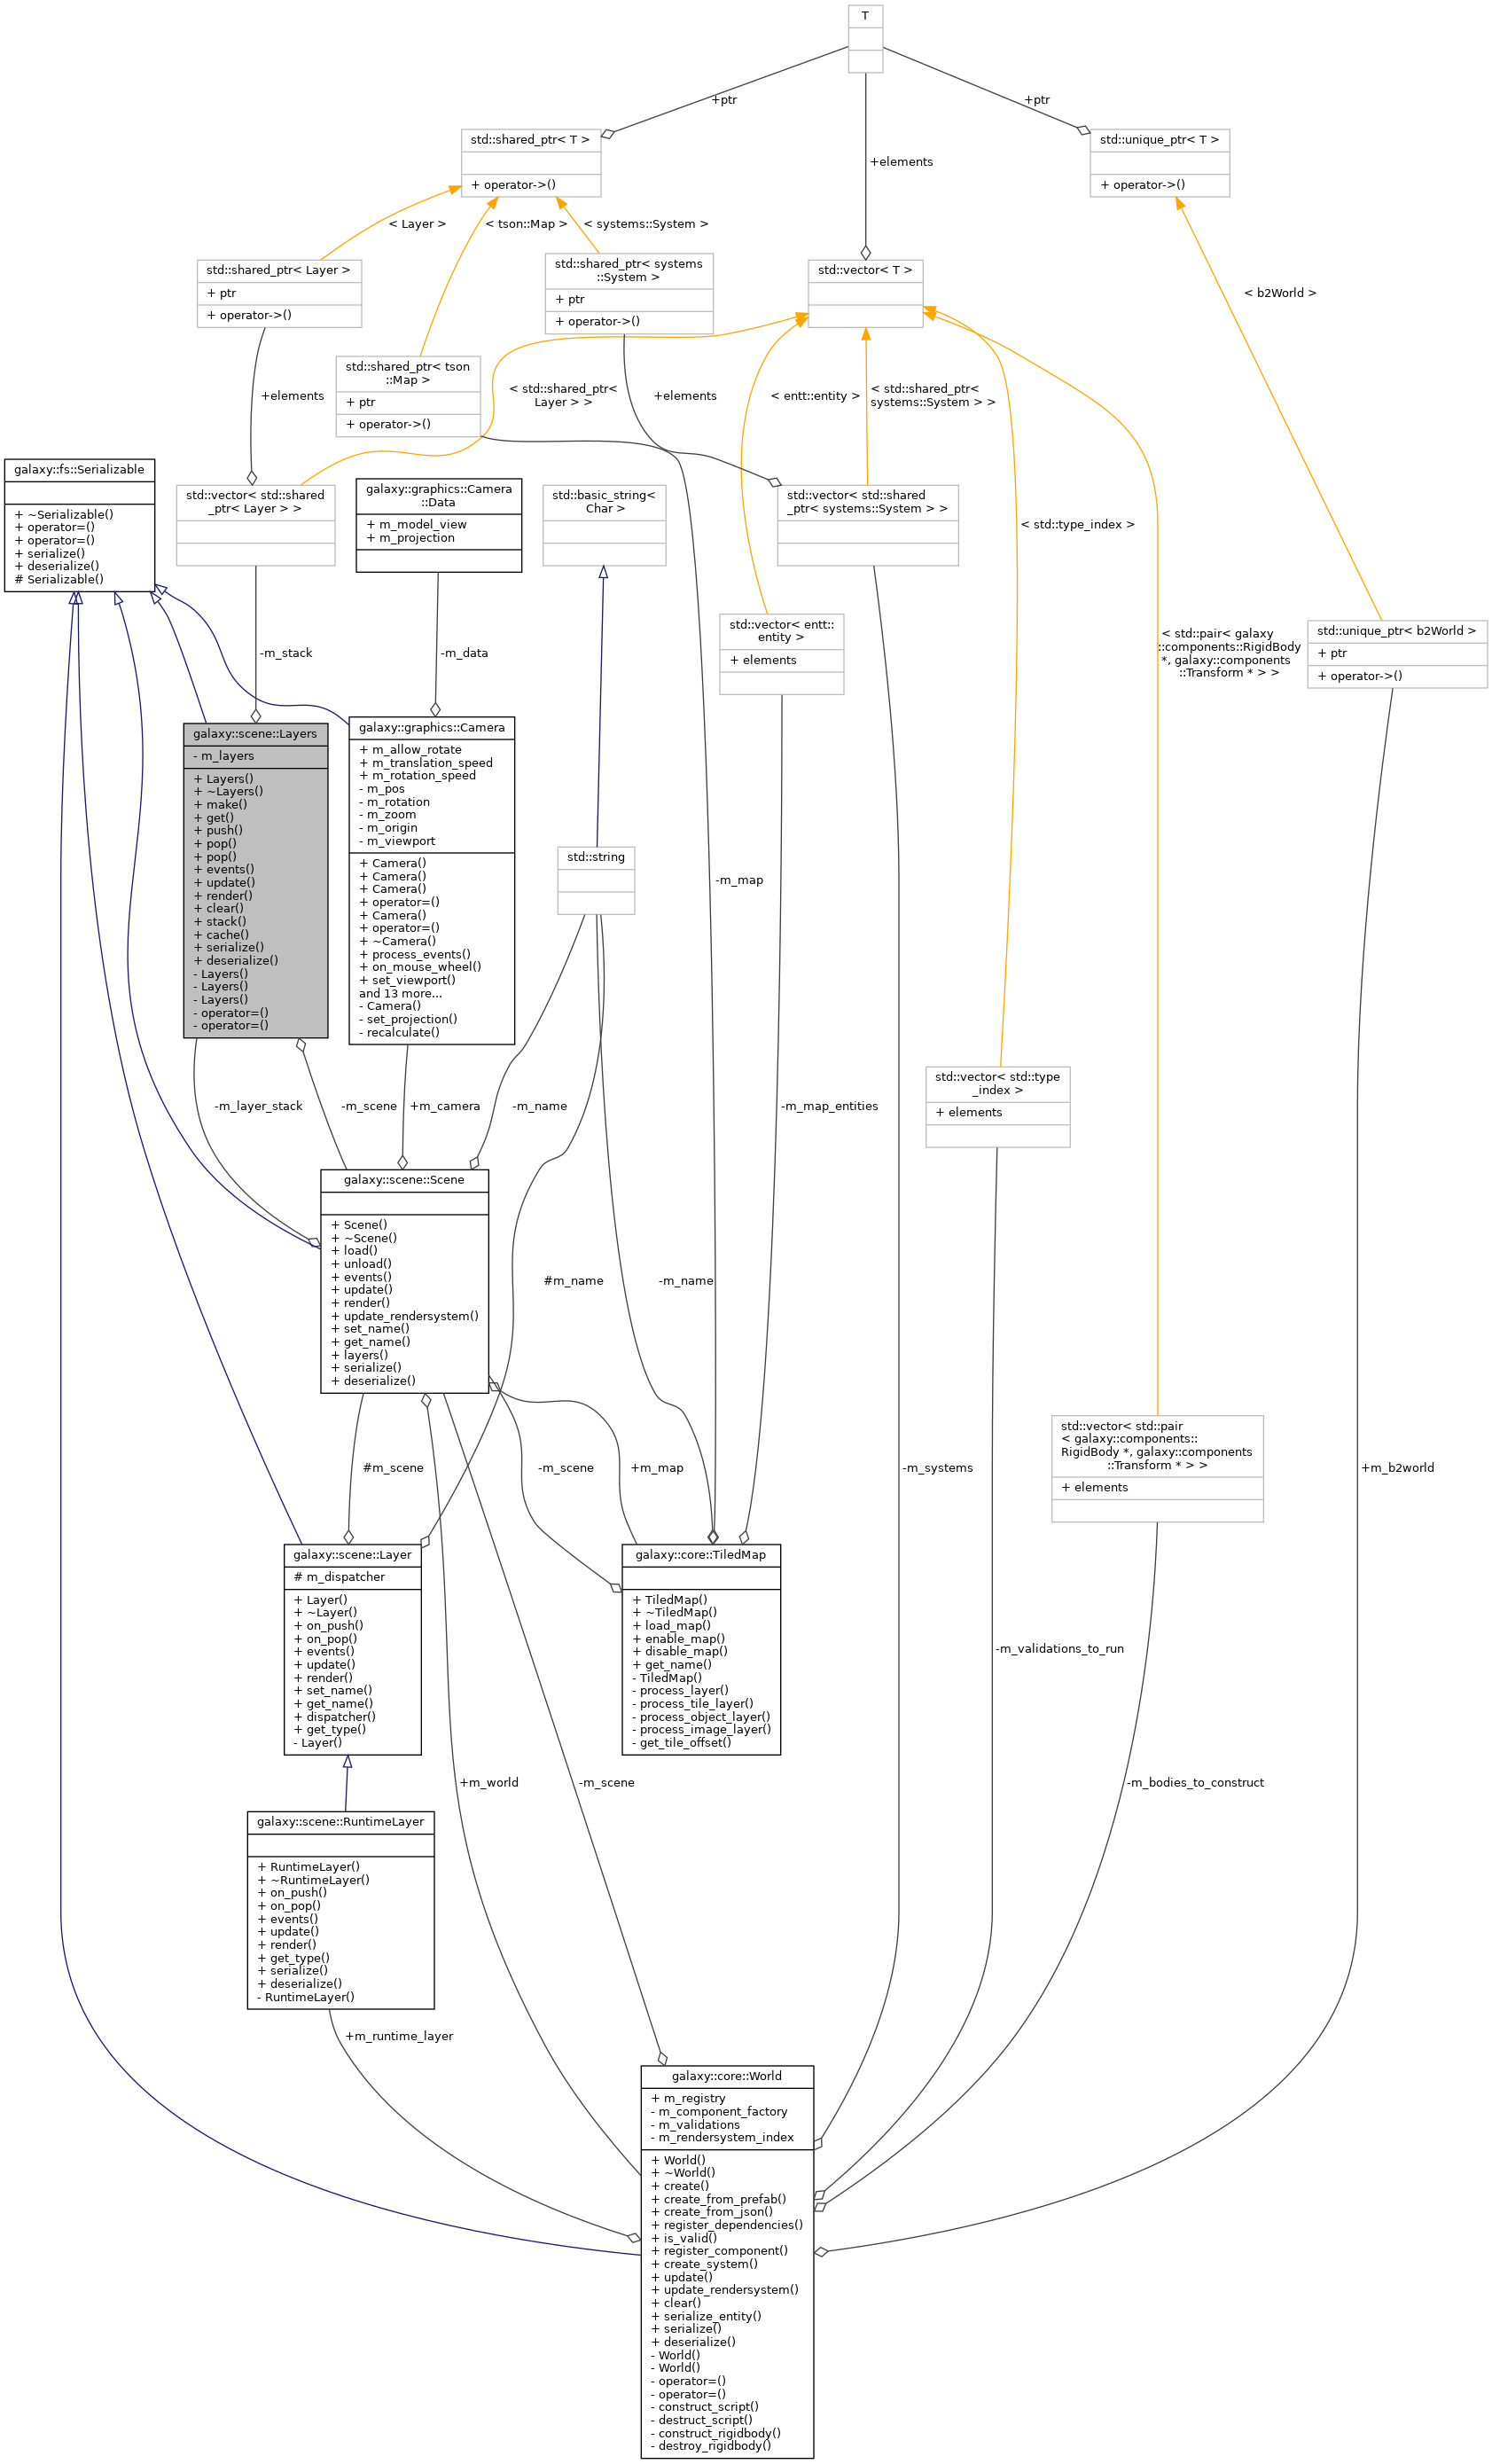 T
+ptr
+ptr
std::shared_ptr< T >
+ operator->()
+elements
std::unique_ptr< T >
+ operator->()
< Layer >
< tson::Map >
< systems::System >
std::shared_ptr< Layer >
+ ptr
+ operator->()
std::shared_ptr< systems
::System >
+ ptr
+ operator->()
std::vector< T >
< b2World >
std::shared_ptr< tson
::Map >
+ ptr
+ operator->()
+elements
< std::shared_ptr<
Layer > >
+elements
< entt::entity >
< std::shared_ptr<
systems::System > >
galaxy::fs::Serializable
+ ~Serializable()
+ operator=()
+ operator=()
+ serialize()
+ deserialize()
# Serializable()
std::vector< std::shared
_ptr< Layer > >
galaxy::graphics::Camera
::Data
+ m_model_view
+ m_projection
std::basic_string<
Char >
std::vector< std::shared
_ptr< systems::System > >
< std::type_index >
std::vector< entt::
entity >
+ elements
< std::pair< galaxy
::components::RigidBody
*, galaxy::components
::Transform * > >
std::unique_ptr< b2World >
+ ptr
+ operator->()
-m_stack
-m_data
galaxy::scene::Layers
- m_layers
+ Layers()
+ ~Layers()
+ make()
+ get()
+ push()
+ pop()
+ pop()
+ events()
+ update()
+ render()
+ clear()
+ stack()
+ cache()
+ serialize()
+ deserialize()
- Layers()
- Layers()
- Layers()
- operator=()
- operator=()
galaxy::graphics::Camera
+ m_allow_rotate
+ m_translation_speed
+ m_rotation_speed
- m_pos
- m_rotation
- m_zoom
- m_origin
- m_viewport
+ Camera()
+ Camera()
+ Camera()
+ operator=()
+ Camera()
+ operator=()
+ ~Camera()
+ process_events()
+ on_mouse_wheel()
+ set_viewport()
and 13 more...
- Camera()
- set_projection()
- recalculate()
std::string
-m_map
-m_layer_stack
-m_scene
+m_camera
-m_name
-m_map_entities
std::vector< std::type
_index >
+ elements
galaxy::scene::Scene
+ Scene()
+ ~Scene()
+ load()
+ unload()
+ events()
+ update()
+ render()
+ update_rendersystem()
+ set_name()
+ get_name()
+ layers()
+ serialize()
+ deserialize()
#m_name
-m_name
std::vector< std::pair
< galaxy::components::
RigidBody *, galaxy::components
::Transform * > >
+ elements
#m_scene
-m_scene
+m_map
-m_systems
+m_b2world
galaxy::scene::Layer
# m_dispatcher
+ Layer()
+ ~Layer()
+ on_push()
+ on_pop()
+ events()
+ update()
+ render()
+ set_name()
+ get_name()
+ dispatcher()
+ get_type()
- Layer()
galaxy::core::TiledMap
+ TiledMap()
+ ~TiledMap()
+ load_map()
+ enable_map()
+ disable_map()
+ get_name()
- TiledMap()
- process_layer()
- process_tile_layer()
- process_object_layer()
- process_image_layer()
- get_tile_offset()
-m_validations_to_run
+m_world
-m_scene
-m_bodies_to_construct
galaxy::scene::RuntimeLayer
+ RuntimeLayer()
+ ~RuntimeLayer()
+ on_push()
+ on_pop()
+ events()
+ update()
+ render()
+ get_type()
+ serialize()
+ deserialize()
- RuntimeLayer()
+m_runtime_layer
galaxy::core::World
+ m_registry
- m_component_factory
- m_validations
- m_rendersystem_index
+ World()
+ ~World()
+ create()
+ create_from_prefab()
+ create_from_json()
+ register_dependencies()
+ is_valid()
+ register_component()
+ create_system()
+ update()
+ update_rendersystem()
+ clear()
+ serialize_entity()
+ serialize()
+ deserialize()
- World()
- World()
- operator=()
- operator=()
- construct_script()
- destruct_script()
- construct_rigidbody()
- destroy_rigidbody()